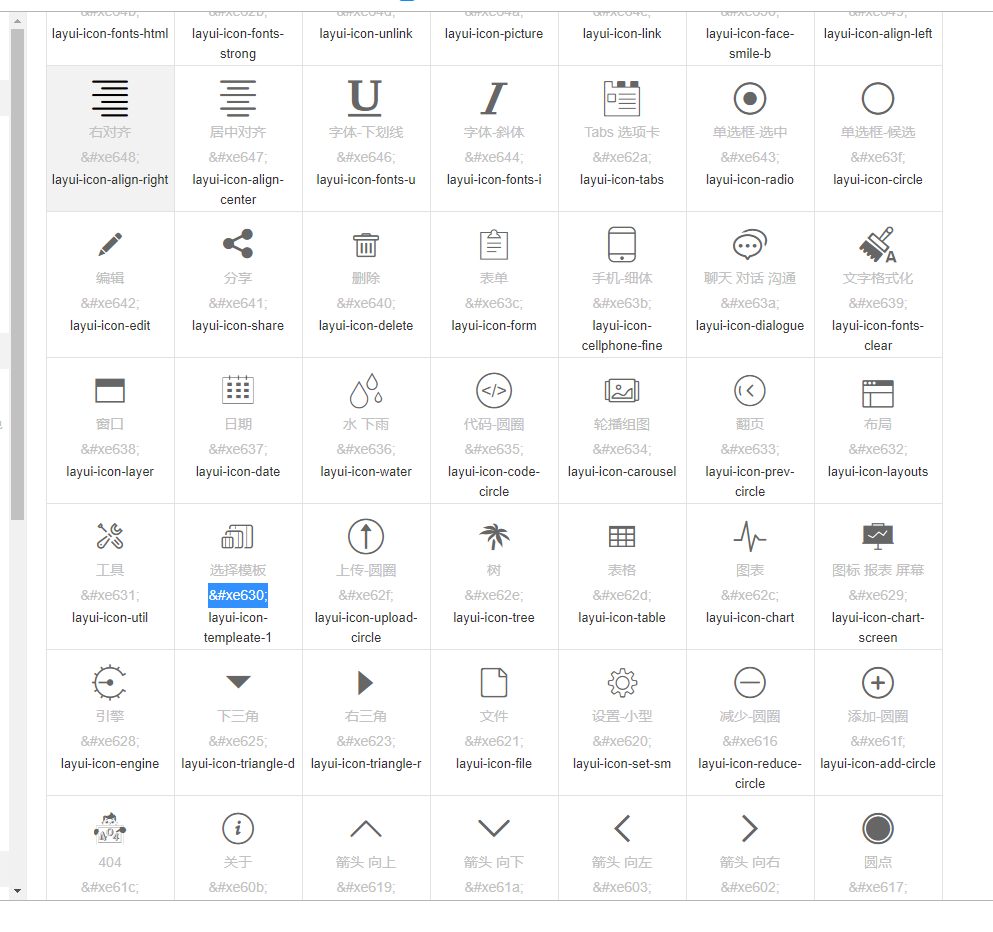 layui-icon-fonts-html
layui-icon-fonts-
strong
layui-icon-unlink
layui-icon-picture
layui-icon-link
layui-icon-face-
smile-b
layui-icon-align-left
右对齐
&#xe648;
layui-icon-align-right
居中对齐
&#xe647;
layui-icon-align-
center
字体-下划线
&#xe646;
layui-icon-fonts-u
字体-斜体
&#xe644;
layui-icon-fonts-i
Tabs 选项卡
&#xe62a;
layui-icon-tabs
单选框-选中
&#xe643;
layui-icon-radio
单选框-候选
&#xe63f;
layui-icon-circle
编辑
&#xe642;
layui-icon-edit
分享
&#xe641;
layui-icon-share
删除
&#xe640;
layui-icon-delete
表单
&#xe63c;
layui-icon-form
手机-细体
&#xe63b;
layui-icon-
cellphone-fine
聊天 对话 沟通
&#xe63a;
layui-icon-dialogue
文字格式化
&#xe639;
layui-icon-fonts-
clear
窗口
&#xe638;
layui-icon-layer
日期
&#xe637;
layui-icon-date
水 下雨
&#xe636;
layui-icon-water
代码-圆圈
&#xe635;
layui-icon-code-
circle
轮播组图
&#xe634;
layui-icon-carousel
翻页
&#xe633;
layui-icon-prev-
circle
布局
&#xe632;
layui-icon-layouts
工具
&#xe631;
layui-icon-util
选择模板
&#xe630;
layui-icon-
templeate-1
上传-圆圈
&#xe62f;
layui-icon-upload-
circle
树
&#xe62e;
layui-icon-tree
表格
&#xe62d;
layui-icon-table
图表
&#xe62c;
layui-icon-chart
图标 报表 屏幕
&#xe629;
layui-icon-chart-
screen
引擎
&#xe628;
layui-icon-engine
下三角
&#xe625;
layui-icon-triangle-d
右三角
&#xe623;
layui-icon-triangle-r
文件
&#xe621;
layui-icon-file
设置-小型
&#xe620;
layui-icon-set-sm
减少-圆圈
&#xe616
layui-icon-reduce-
circle
添加-圆圈
&#xe61f;
layui-icon-add-circle
404
&#xe61c;
关于
&#xe60b;
箭头 向上
&#xe619;
箭头 向下
&#xe61a;
箭头 向左
&#xe603;
箭头 向右
&#xe602;
圆点
&#xe617;